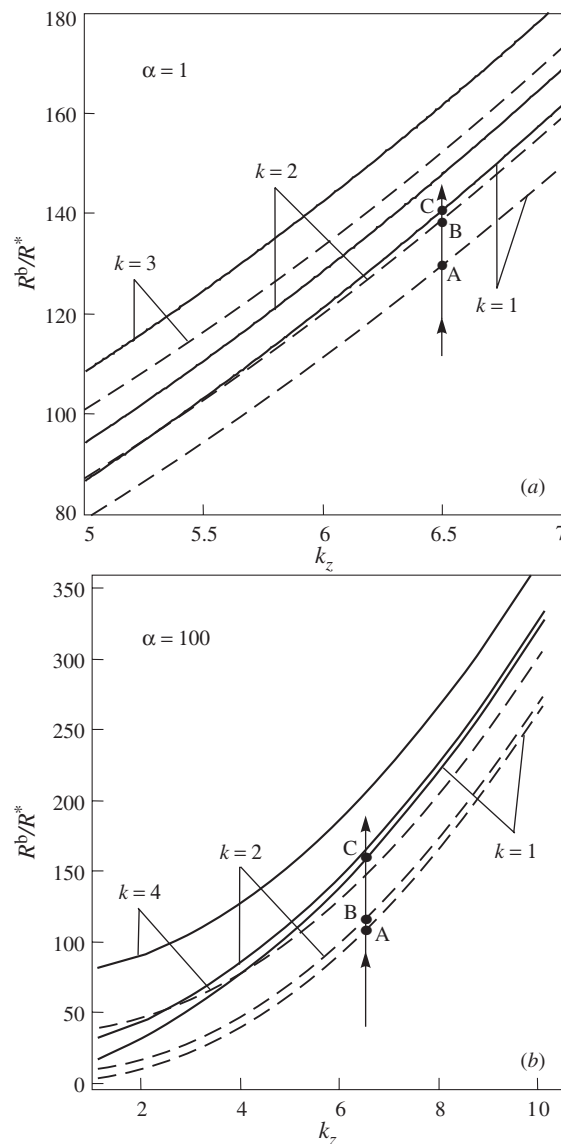 180
α = 1
160
k = 2
C
140
B
R^b/R^*
k = 3
A
120
k = 1
100
(a)
80
5
5.5
6
6.5
7
k_z
350
α = 100
300
250
200
R^b/R^*
150
C
k = 2
k = 1
k = 4
B
100
A
50
(b)
0
2
4
6
8
10
k_z